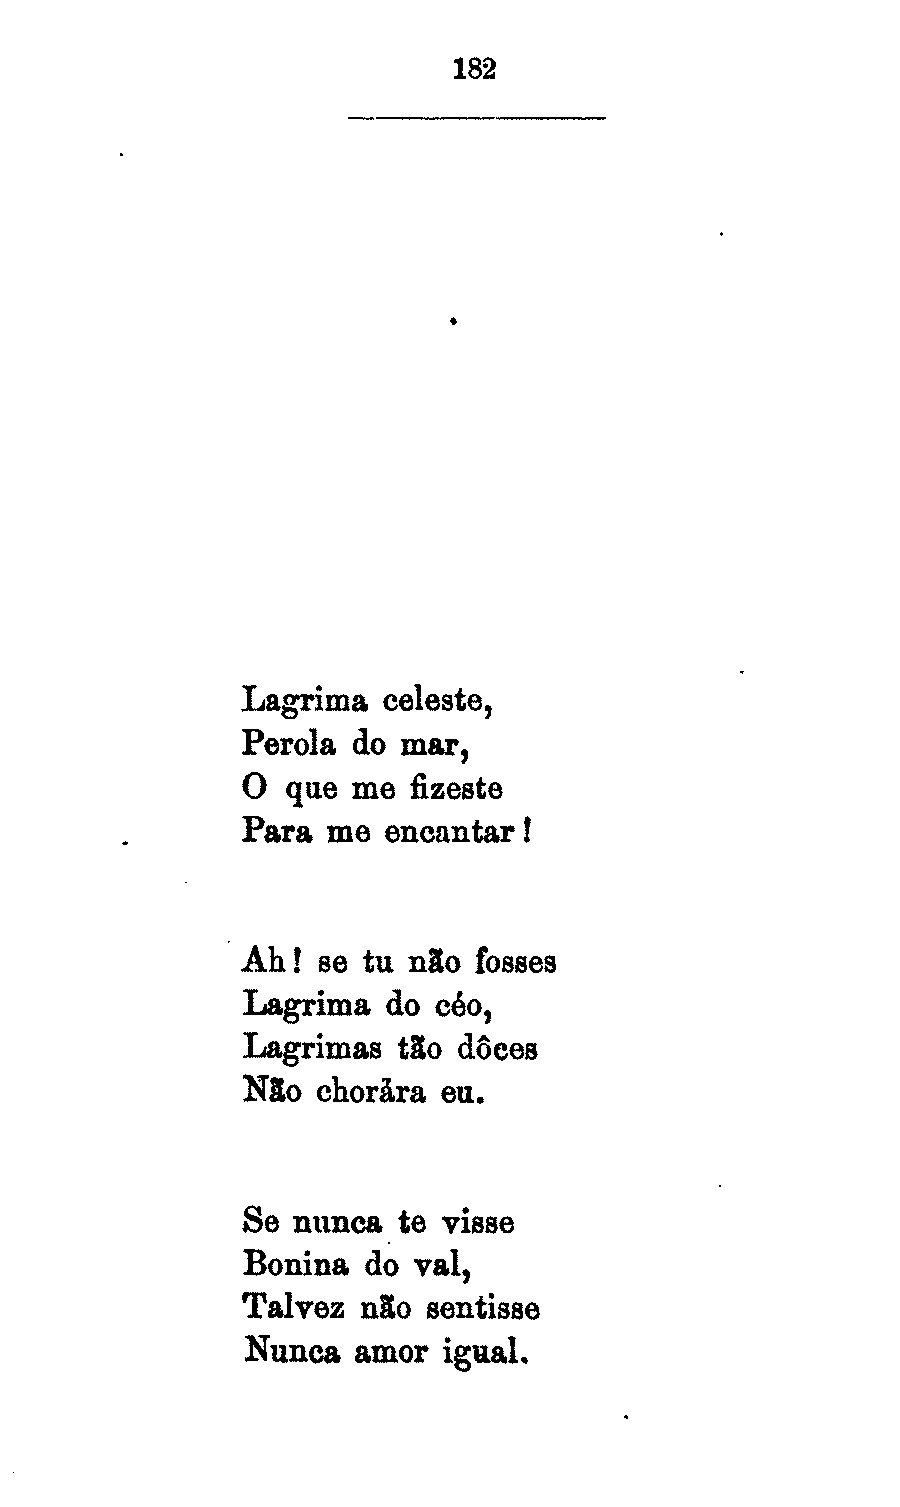 182
Lagrima celeste,
Perola do mar,
O que me fizeste
Para me encantar!
Ah! se tu não fosses
Lagrima do céo,
Lagrimas tão dôces
Não chorára eu.
Se nunca te visse
Bonina do val,
Talvez não sentisse
Nunca amor igual.